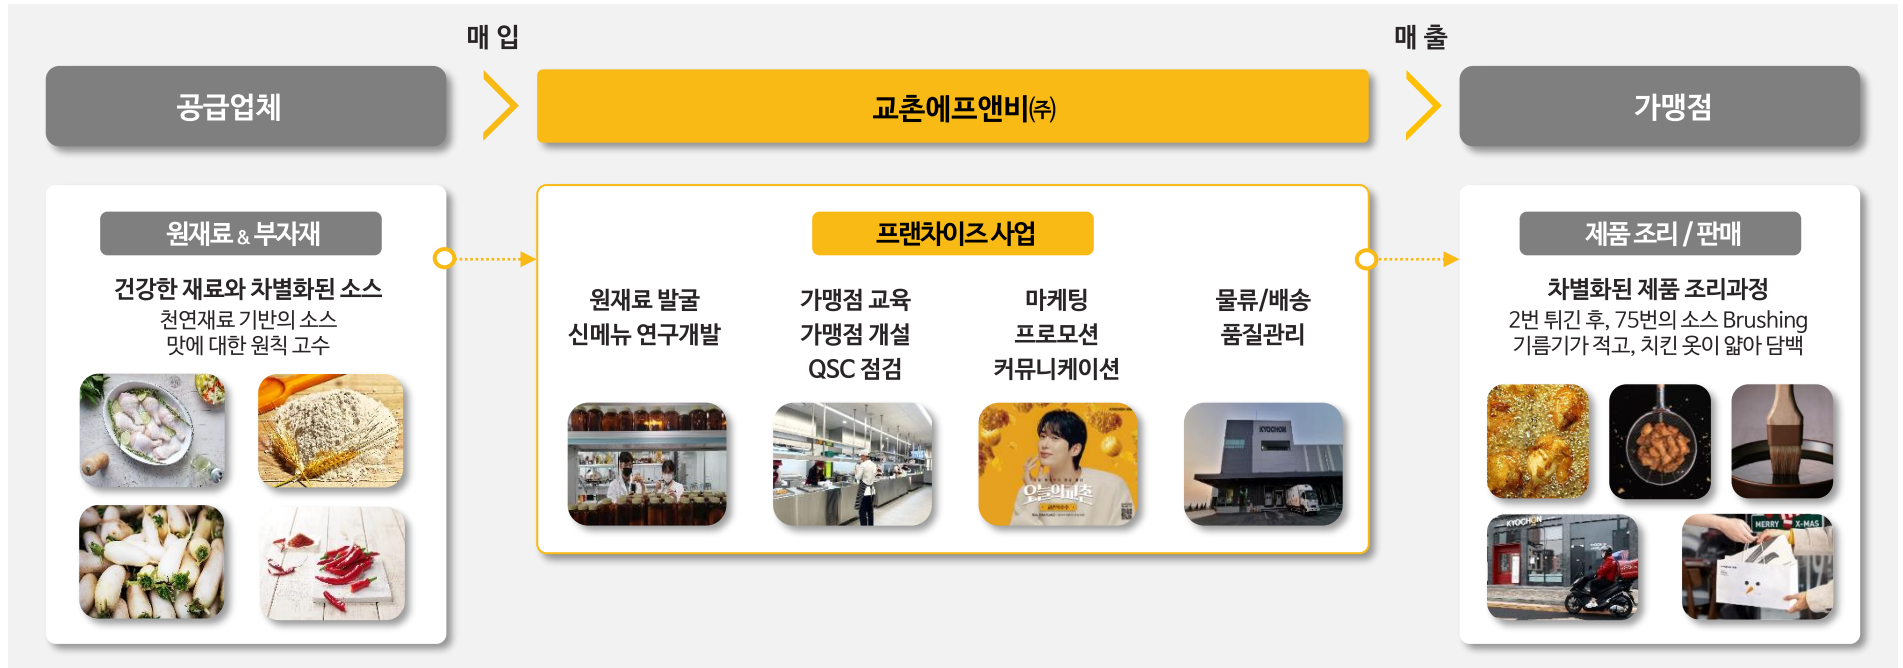 매 입
매 출
공급업체
교촌에프앤비㈜
가맹점
원재료 & 부자재
건강한 재료와 차별화된 소스
천연재료 기반의 소스
맛에 대한 원칙 고수
프랜차이즈 사업
원재료 발굴
신메뉴 연구개발
가맹점 교육
가맹점 개설
QSC 점검
마케팅
프로모션
커뮤니케이션
물류/배송
품질관리
오늘의교촌
KYOCHON
제품 조리 / 판매
차별화된 제품 조리과정
2번 튀긴 후, 75번의 소스 Brushing
기름기가 적고, 치킨 옷이 얇아 담백
KYOCHON
MERRY X-MAS